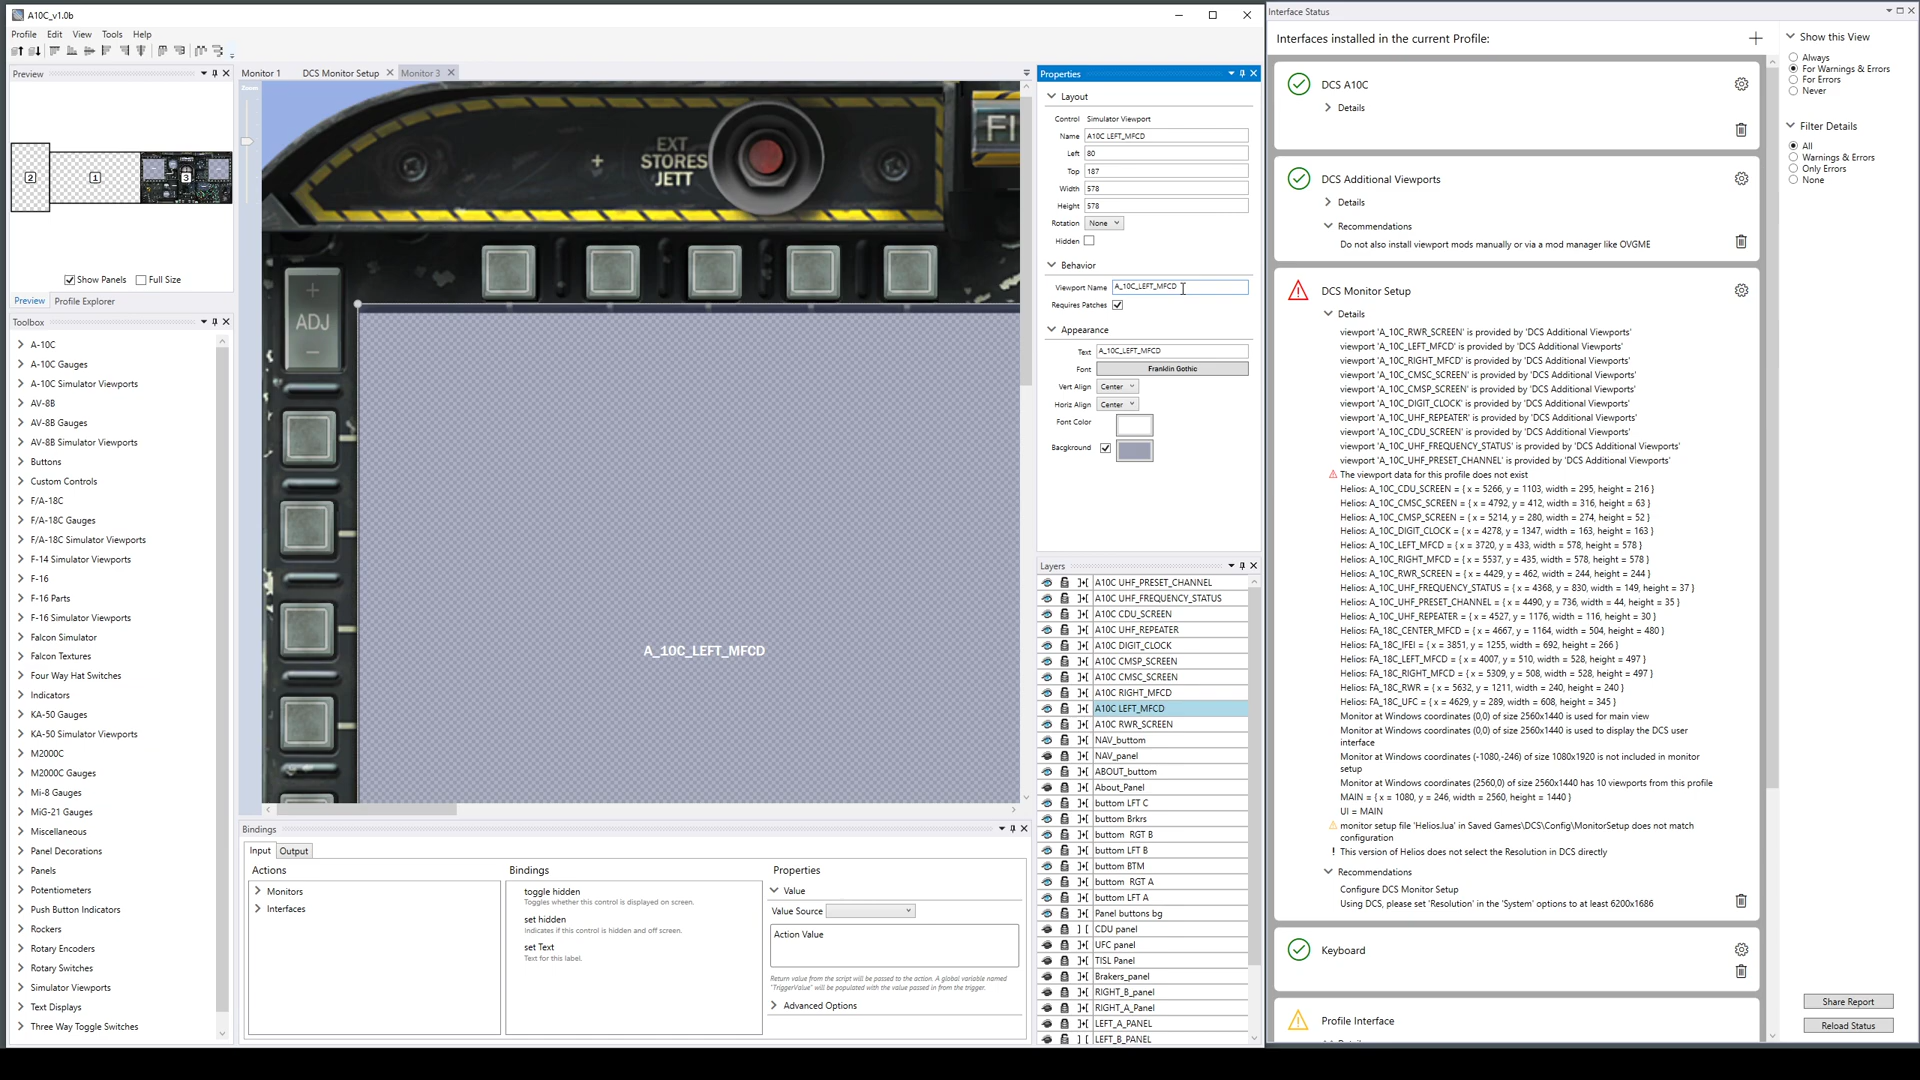 A10C_v1.0b
Profile Edit View Tools Help
Preview
2 1 3
Show Panels Full Size
Preview Profile Explorer
Toolbox
A-10C
A-10C Gauges
A-10C Simulator Viewports
AV-8B
AV-8B Gauges
AV-8B Simulator Viewports
Buttons
Custom Controls
F/A-18C
F/A-18C Gauges
F/A-18C Simulator Viewports
F-14 Simulator Viewports
F-16
F-16 Parts
F-16 Simulator Viewports
Falcon Simulator
Falcon Textures
Four Way Hat Switches
Indicators
KA-50 Gauges
KA-50 Simulator Viewports
M2000C
M2000C Gauges
Mi-8 Gauges
MiG-21 Gauges
Miscellaneous
Panel Decorations
Panels
Potentiometers
Push Button Indicators
Rockers
Rotary Encoders
Rotary Switches
Simulator Viewports
Text Displays
Three Way Toggle Switches
Monitor 1 DCS Monitor Setup Monitor 3
Zoom
EXT
STORES
JETT
FI
ADJ
A_10C_LEFT_MFCD
Bindings
Input Output
Actions
Monitors
Interfaces
Bindings
toggle hidden
Toggles whether this control is displayed on screen.
set hidden
Indicates if this control is hidden and off screen.
set Text
Text for this label.
Properties
Value
Value Source
Action Value
Return value from the script will be passed to the action. A global variable named
"TriggerValue" will be populated with the value passed in from the trigger.
Advanced Options
Properties
Layout
Control Simulator Viewport
Name A10C LEFT_MFCD
Left 80
Top 187
Width 578
Height 578
Rotation None
Hidden
Behavior
Viewport Name A_10C_LEFT_MFCD
Requires Patches
Appearance
Text A_10C_LEFT_MFCD
Font Franklin Gothic
Vert Align Center
Horiz Align Center
Font Color
Bacground
Layers
A10C UHF_PRESET_CHANNEL
A10C UHF_FREQUENCY_STATUS
A10C CDU_SCREEN
A10C UHF_REPEATER
A10C DIGIT_CLOCK
A10C CMSP_SCREEN
A10C CMSC_SCREEN
A10C RIGHT_MFCD
A10C LEFT_MFCD
A10C RWR_SCREEN
NAV_buttom
NAV_panel
ABOUT_buttom
About_Panel
buttom LFT C
buttom Brkrs
buttom RGT B
buttom LFT B
buttom BTM
buttom RGT A
buttom LFT A
Panel buttons bg
CDU panel
UFC panel
TISL Panel
Brakers_panel
RIGHT_B_panel
RIGHT_A_Panel
LEFT_A_PANEL
LEFT_B_PANEL
Interface Status
Interfaces installed in the current Profile:
DCS A10C
Details
DCS Additional Viewports
Details
Recommendations
Do not also install viewport mods manually or via a mod manager like OVGME
DCS Monitor Setup
Details
viewport 'A_10C_RWR_SCREEN' is provided by 'DCS Additional Viewports'
viewport 'A_10C_LEFT_MFCD' is provided by 'DCS Additional Viewports'
viewport 'A_10C_RIGHT_MFCD' is provided by 'DCS Additional Viewports'
viewport 'A_10C_CMSC_SCREEN' is provided by 'DCS Additional Viewports'
viewport 'A_10C_CMSP_SCREEN' is provided by 'DCS Additional Viewports'
viewport 'A_10C_DIGIT_CLOCK' is provided by 'DCS Additional Viewports'
viewport 'A_10C_UHF_REPEATER' is provided by 'DCS Additional Viewports'
viewport 'A_10C_CDU_SCREEN' is provided by 'DCS Additional Viewports'
viewport 'A_10C_UHF_FREQUENCY_STATUS' is provided by 'DCS Additional Viewports'
viewport 'A_10C_UHF_PRESET_CHANNEL' is provided by 'DCS Additional Viewports'
The viewport data for this profile does not exist
Helios: A_10C_CDU_SCREEN = { x = 5266, y = 1103, width = 295, height = 216 }
Helios: A_10C_CMSC_SCREEN = { x = 4792, y = 412, width = 316, height = 63 }
Helios: A_10C_CMSP_SCREEN = { x = 5214, y = 280, width = 274, height = 52 }
Helios: A_10C_DIGIT_CLOCK = { x = 4278, y = 1347, width = 163, height = 163 }
Helios: A_10C_LEFT_MFCD = { x = 3720, y = 433, width = 578, height = 578 }
Helios: A_10C_RIGHT_MFCD = { x = 5537, y = 435, width = 578, height = 578 }
Helios: A_10C_RWR_SCREEN = { x = 4429, y = 462, width = 244, height = 244 }
Helios: A_10C_UHF_FREQUENCY_STATUS = { x = 4368, y = 830, width = 149, height = 37 }
Helios: A_10C_UHF_PRESET_CHANNEL = { x = 4490, y = 736, width = 44, height = 35 }
Helios: A_10C_UHF_REPEATER = { x = 4527, y = 1176, width = 116, height = 30 }
Helios: FA_18C_CENTER_MFCD = { x = 4667, y = 1164, width = 504, height = 480 }
Helios: FA_18C_IFEI = { x = 3851, y = 1255, width = 692, height = 266 }
Helios: FA_18C_LEFT_MFCD = { x = 4007, y = 510, width = 528, height = 497 }
Helios: FA_18C_RIGHT_MFCD = { x = 5309, y = 508, width = 528, height = 497 }
Helios: FA_18C_RWR = { x = 5632, y = 1211, width = 240, height = 240 }
Helios: FA_18C_UFC = { x = 4629, y = 289, width = 608, height = 345 }
Monitor at Windows coordinates (0,0) of size 2560x1440 is used for main view
Monitor at Windows coordinates (0,0) of size 2560x1440 is used to display the DCS user
interface
Monitor at Windows coordinates (-1080,-246) of size 1080x1920 is not included in monitor
setup
Monitor at Windows coordinates (2560,0) of size 2560x1440 has 10 viewports from this profile
MAIN = { x = 1080, y = 246, width = 2560, height = 1440 }
UI = MAIN
monitor setup file 'Helios.lua' in Saved Games\DCS\Config\MonitorSetup does not match
configuration
! This version of Helios does not select the Resolution in DCS directly
Recommendations
Configure DCS Monitor Setup
Using DCS, please set 'Resolution' in the 'System' options to at least 6200x1686
Keyboard
Profile Interface
Show this View
Always
For Warnings & Errors
For Errors
Never
Filter Details
All
Warnings & Errors
Only Errors
None
Share Report
Reload Status